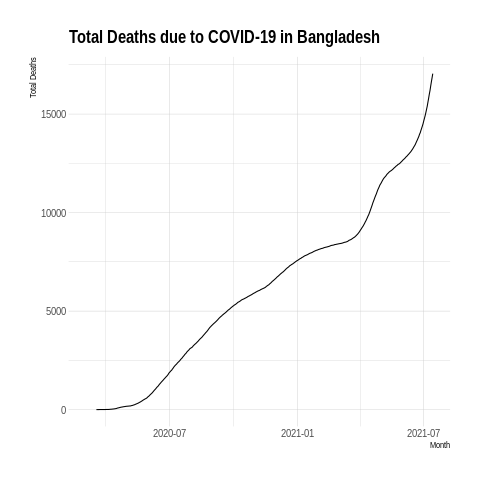 Total Deaths due to COVID-19 in Bangladesh
Total Deaths
15000
10000
5000
0
2020-07 2021-01 2021-07
Month